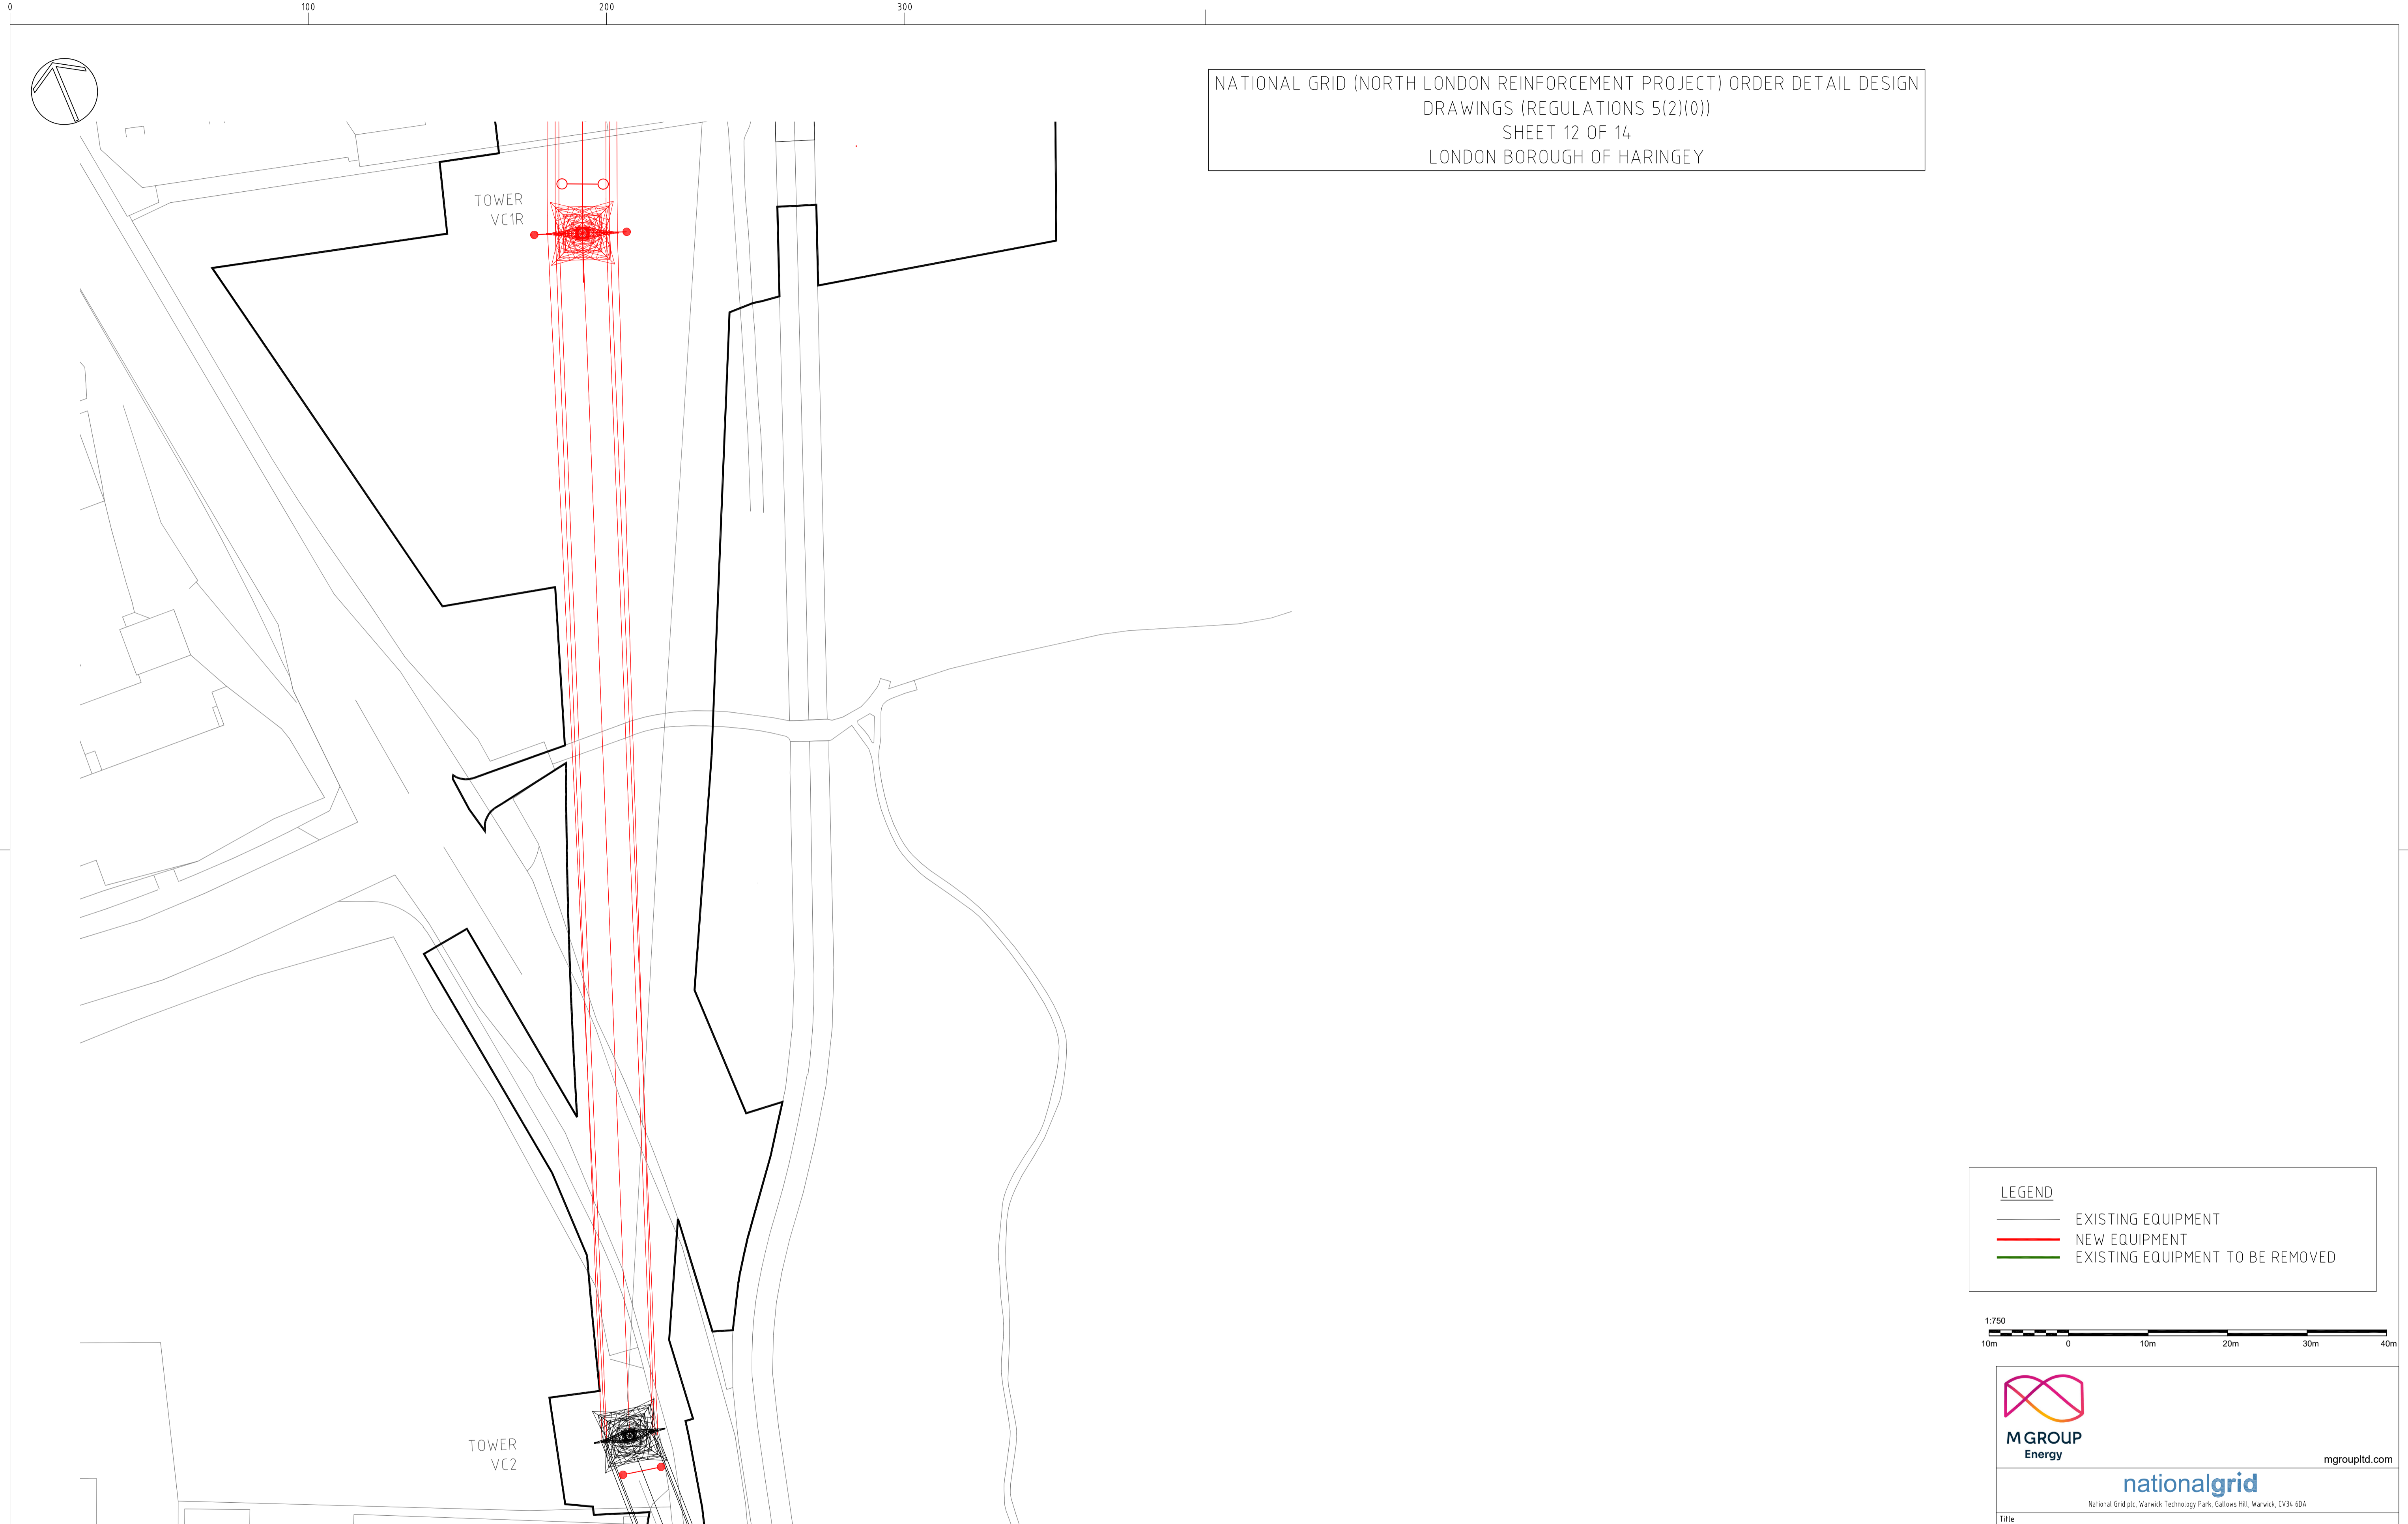 0 100 200 300
NATIONAL GRID (NORTH LONDON REINFORCEMENT PROJECT) ORDER DETAIL DESIGN
DRAWINGS (REGULATIONS 5(2)(0))
SHEET 12 OF 14
LONDON BOROUGH OF HARINGEY
TOWER
VC1R
TOWER
VC2
LEGEND
EXISTING EQUIPMENT
NEW EQUIPMENT
EXISTING EQUIPMENT TO BE REMOVED
1:750
10m 0 10m 20m 30m 40m
M GROUP
Energy
mgroupltd.com
nationalgrid
National Grid plc, Warwick Technology Park, Gallows Hill, Warwick, CV34 6DA
Title